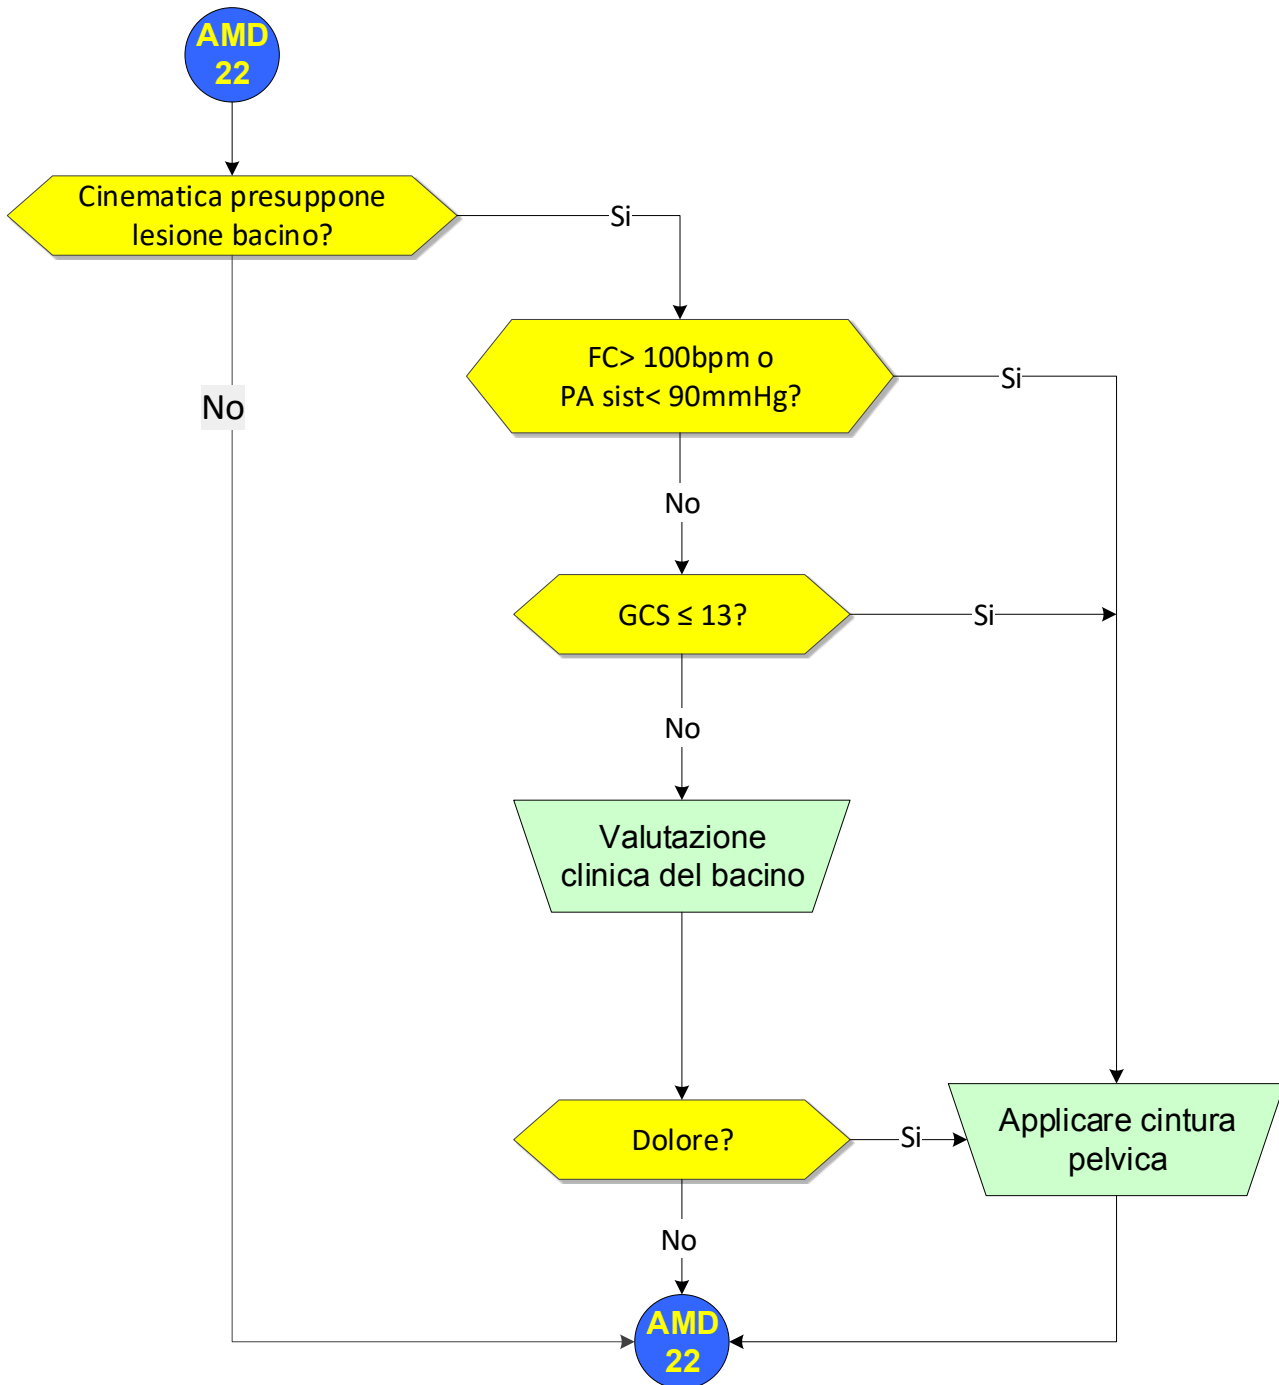 AMD
22
Cinematica presuppone
lesione bacino?
Si
FC> 100bpm o
PA sist< 90mmHg?
Si
No
No
GCS ≤ 13?
Si
No
Valutazione
clinica del bacino
Dolore?
Si
Applicare cintura
pelvica
No
AMD
22